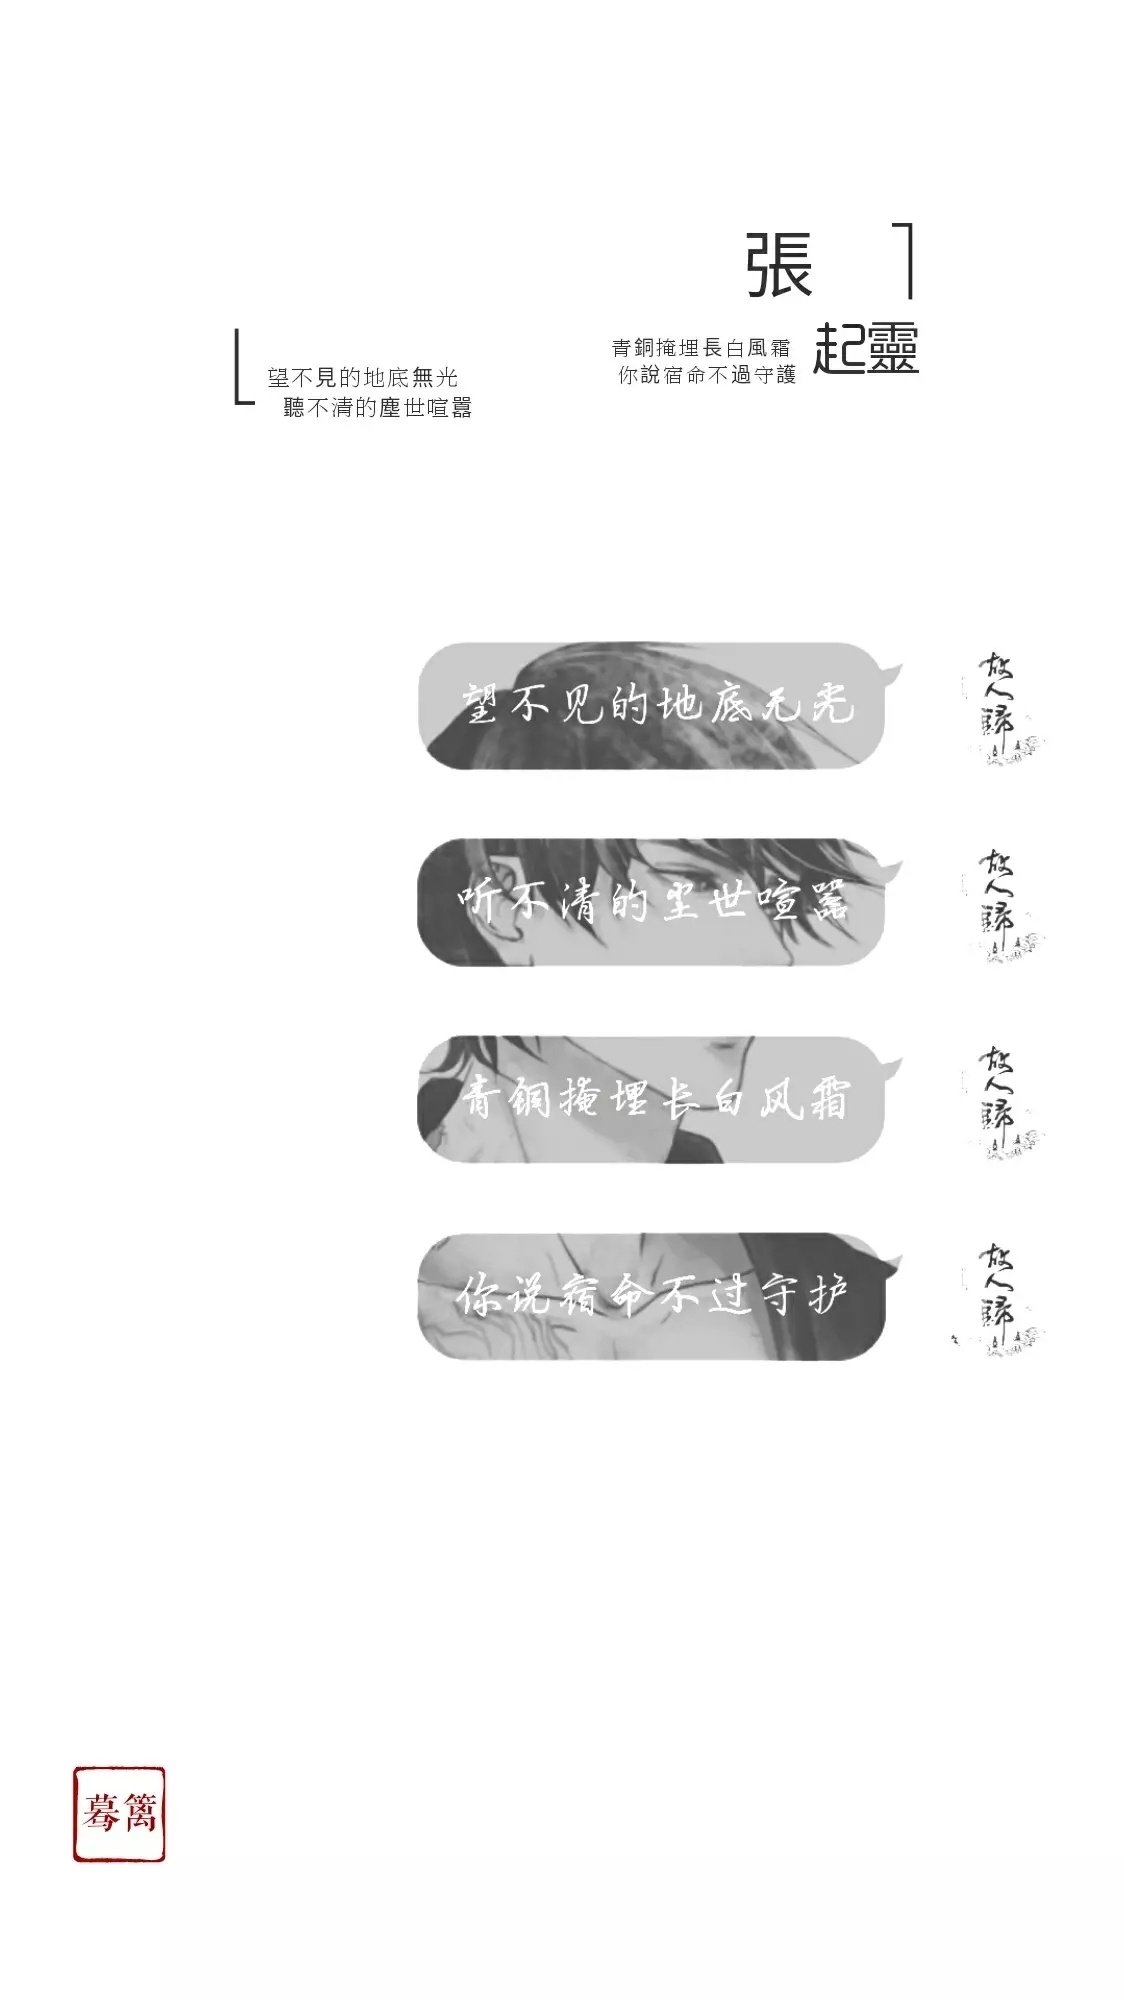 張
起靈
青銅掩埋長白風霜
你說宿命不過守護
望不見的地底無光
聽不清的塵世喧囂
望不见的地底无光
故人歸
听不清的尘世喧嚣
故人歸
青铜掩埋长白风霜
故人歸
你说宿命不过守护
故人歸
篱